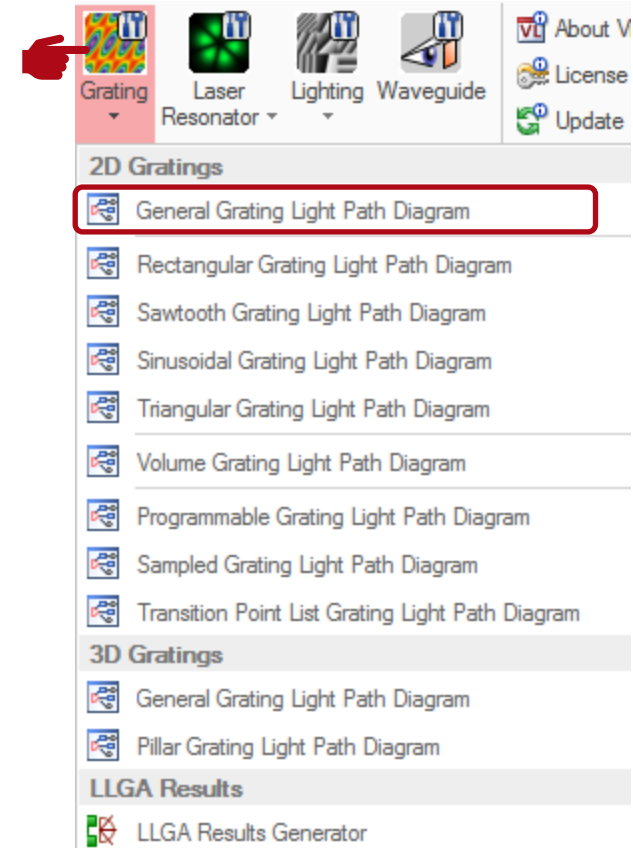 Grating
Laser
Resonator
Lighting
Waveguide
About
License
Update
2D Gratings
General Grating Light Path Diagram
Rectangular Grating Light Path Diagram
Sawtooth Grating Light Path Diagram
Sinusoidal Grating Light Path Diagram
Triangular Grating Light Path Diagram
Volume Grating Light Path Diagram
Programmable Grating Light Path Diagram
Sampled Grating Light Path Diagram
Transition Point List Grating Light Path Diagram
3D Gratings
General Grating Light Path Diagram
Pillar Grating Light Path Diagram
LLGA Results
LLGA Results Generator